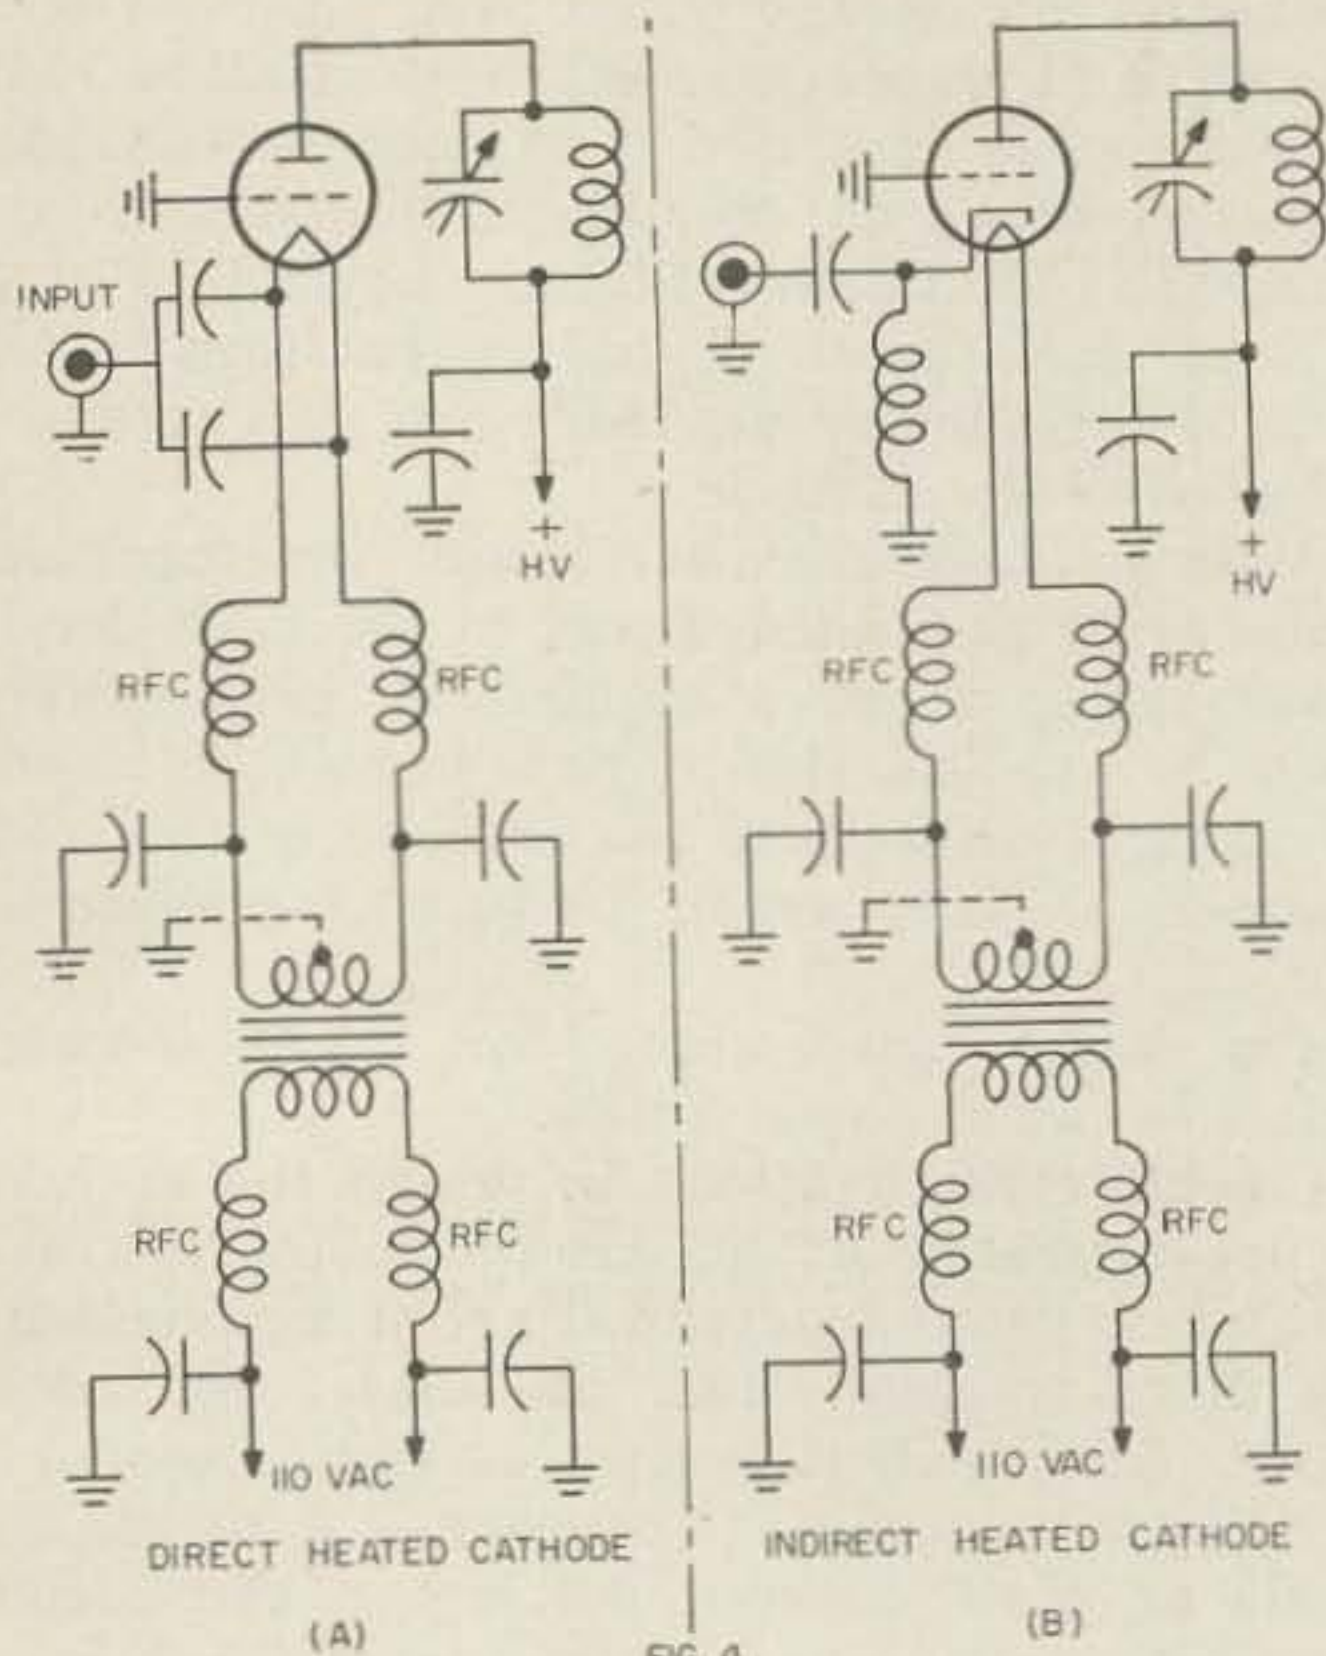 INPUT
+
HV
RFC
RFC
RFC
RFC
110 VAC
DIRECT HEATED CATHODE
(A)
+
HV
RFC
RFC
RFC
RFC
110 VAC
INDIRECT HEATED CATHODE
(B)